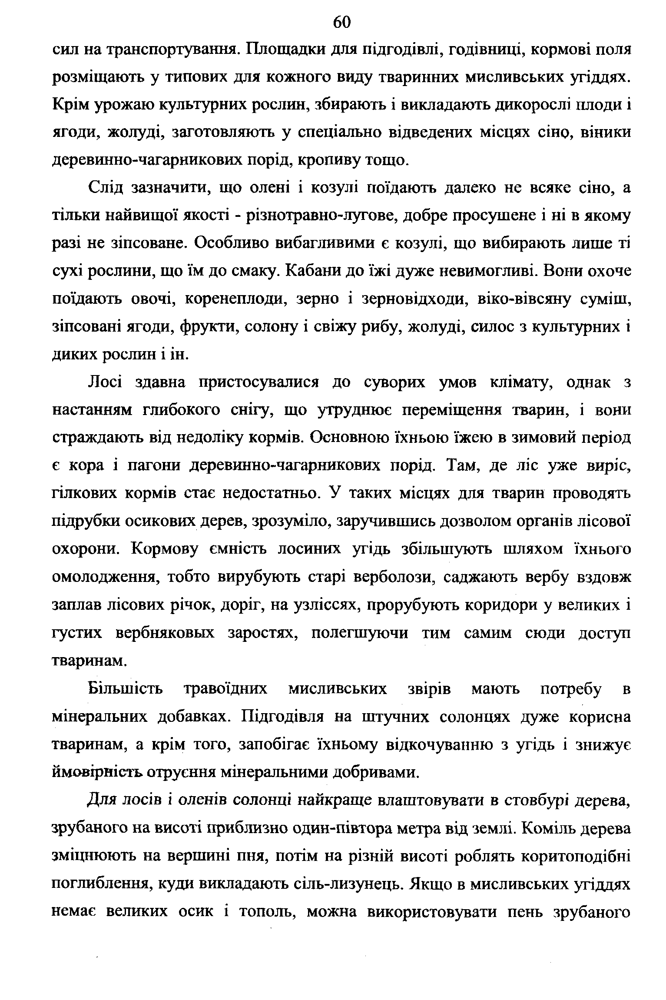 60
сил на транспортування. Площадки для підгодівлі, годівниці, кормові поля
розміщають у типових для кожного виду тваринних мисливських угіддях.
Крім урожаю культурних рослин, збирають і викладають дикорослі плоди і
ягоди, жолуді, заготовляють у спеціально відведених місцях сіно, віники
деревинно-чагарникових порід, кропиву тощо.
Слід зазначити, що олені і козулі поїдають далеко не всяке сіно, а
тільки найвищої якості - різнотравно-лугове, добре просушене і ні в якому
разі не зіпсоване. Особливо вибагливими є козулі, що вибирають лише ті
сухі рослини, що їм до смаку. Кабани до їжі дуже невимогливі. Вони охоче
поїдають овочі, коренеплоди, зерно і зерновідходи, віко-вівсяну суміш,
зіпсовані ягоди, фрукти, солону і свіжу рибу, жолуді, силос з культурних і
диких рослин і ін.
Лосі здавна пристосувалися до суворих умов клімату, однак з
настанням глибокого снігу, що утруднює переміщення тварин, і вони
страждають від недоліку кормів. Основною їхньою їжею в зимовий період
є кора і пагони деревинно-чагарникових порід. Там, де ліс уже виріс,
гілкових кормів стає недостатньо. У таких місцях для тварин проводять
підрубки осикових дерев, зрозуміло, заручившись дозволом органів лісової
охорони. Кормову ємність лосиних угідь збільшують шляхом їхнього
омолодження, тобто вирубують старі верболози, саджають вербу вздовж
заплав лісових річок, доріг, на узліссях, прорубують коридори у великих і
густих вербняковых заростях, полегшуючи тим самим сюди доступ
тваринам.
Більшість травоїдних мисливських звірів мають потребу в
мінеральних добавках. Підгодівля на штучних солонцях дуже корисна
тваринам, а крім того, запобігає їхньому відкочуванню з угідь і знижує
ймовірність отруєння мінеральними добривами.
Для лосів і оленів солонці найкраще влаштовувати в стовбурі дерева,
зрубаного на висоті приблизно один-півтора метра від землі. Коміль дерева
зміцнюють на вершині пня, потім на різній висоті роблять коритоподібні
поглиблення, куди викладають сіль-лизунець. Якщо в мисливських угіддях
немає великих осик і тополь, можна використовувати пень зрубаного